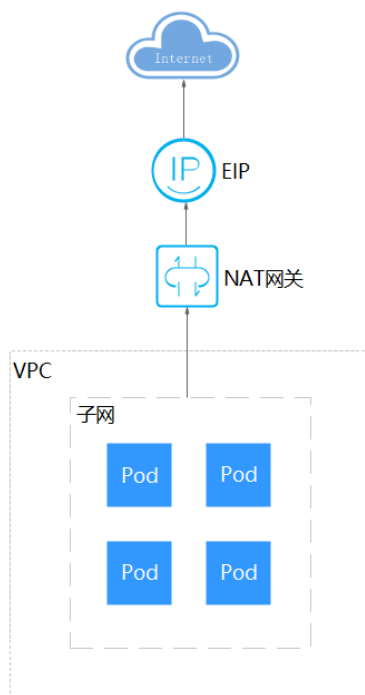 Internet
IP
EIP
NAT网关
VPC
子网
Pod Pod
Pod Pod